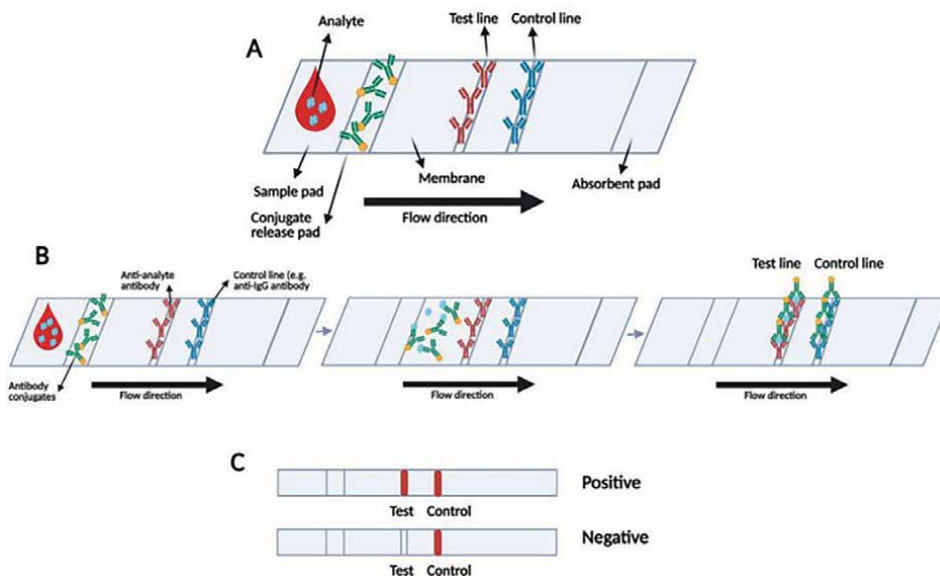 A
Analyte
Test line
Control line
Sample pad
Conjugate
release pad
Membrane
Absorbent pad
Flow direction
B
Anti-analyte
antibody
Control line (e.g.
anti-IgG antibody
Antibody
conjugates
Flow direction
Flow direction
Test line
Control line
Flow direction
C
Positive
Test
Control
Negative
Test
Control